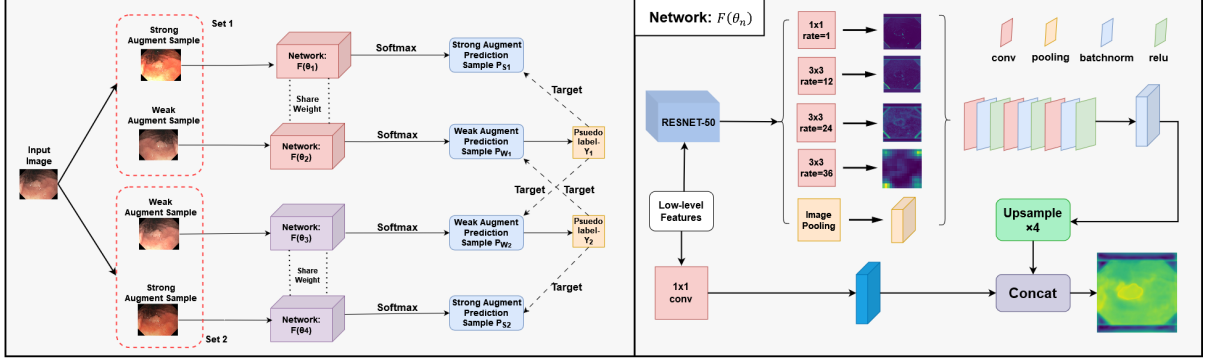 Set 1
Strong
Augment Sample
Network:
F(θ₁)
Softmax
Strong Augment
Prediction
Sample P_S1
Share
Weight
Target
Weak
Augment Sample
Network:
F(θ₂)
Softmax
Weak Augment
Prediction
Sample P_W1
Psuedo
label-
Y₁
Input
Image
Target
Target
Weak
Augment Sample
Network:
F(θ₃)
Softmax
Weak Augment
Prediction
Sample P_W2
Psuedo
label-
Y₂
Share
Weight
Target
Strong
Augment Sample
Network:
F(θ4)
Softmax
Strong Augment
Prediction
Sample P_S2
Set 2
Network: F(θₙ)
1x1
rate=1
3x3
rate=12
3x3
rate=24
3x3
rate=36
Image
Pooling
RESNET-50
Low-level
Features
1x1
conv
conv
pooling
batchnorm
relu
Upsample
×4
Concat